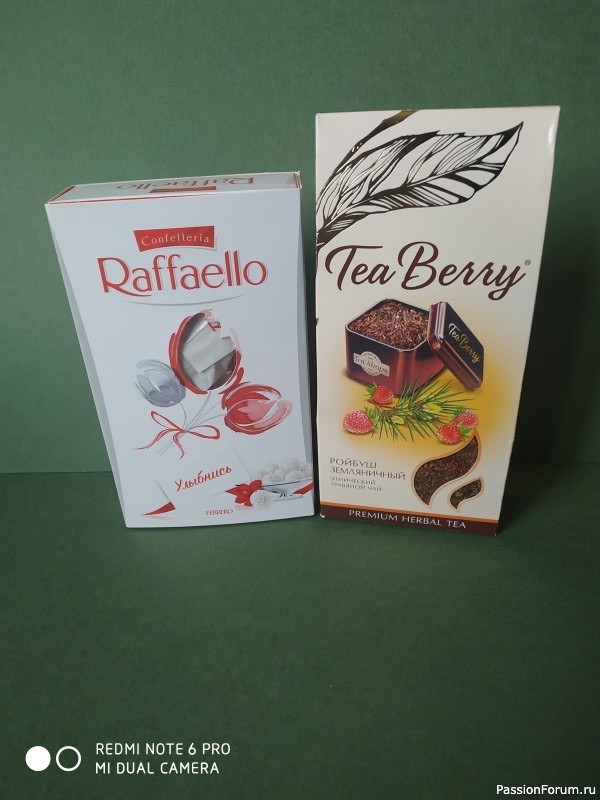 Raffaello
Confetteria
Raffaello
Улыбнись
FERRERO
Tea Berry®
Tea Berry
РОЙБУШ
ЗЕМЛЯНИЧНЫЙ
ЭТНИЧЕСКИЙ
ТРАВЯНОЙ ЧАЙ
PREMIUM HERBAL TEA
REDMI NOTE 6 PRO
MI DUAL CAMERA
PassionForum.ru